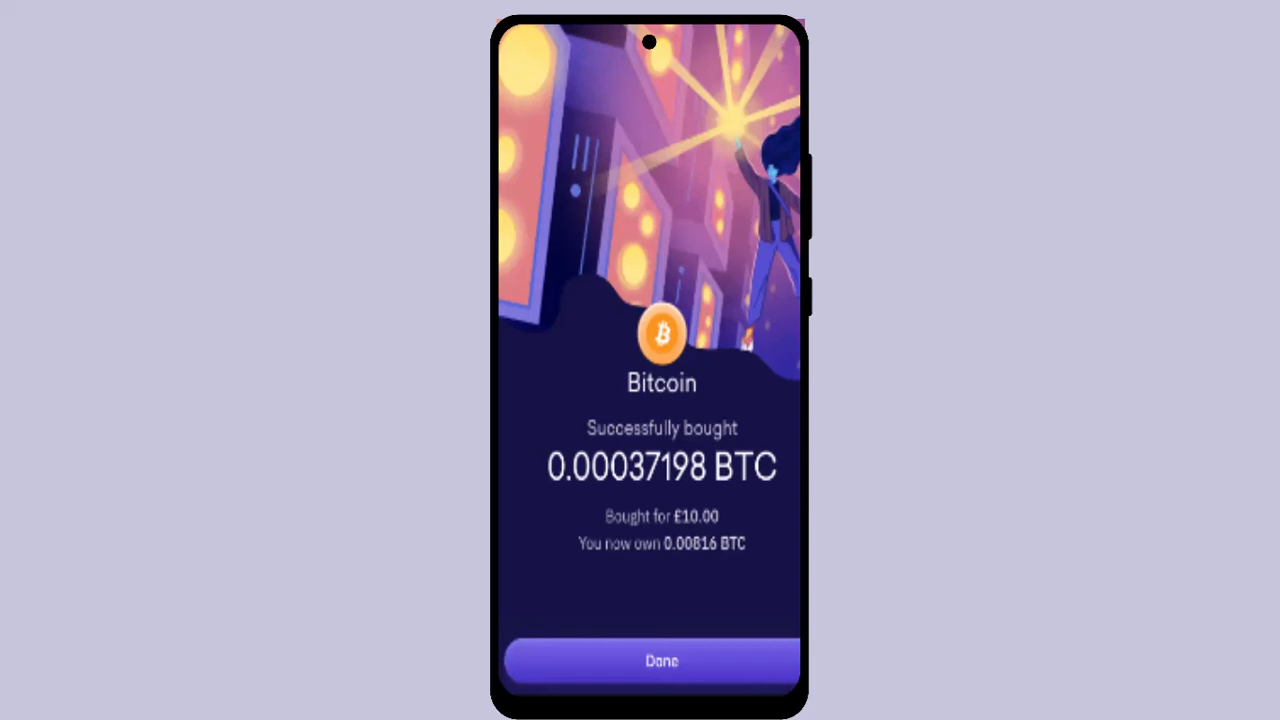 Bitcoin
Successfully bought
0.00037198 BTC
Bought for £10.00
You now own 0.00816 BTC
Done